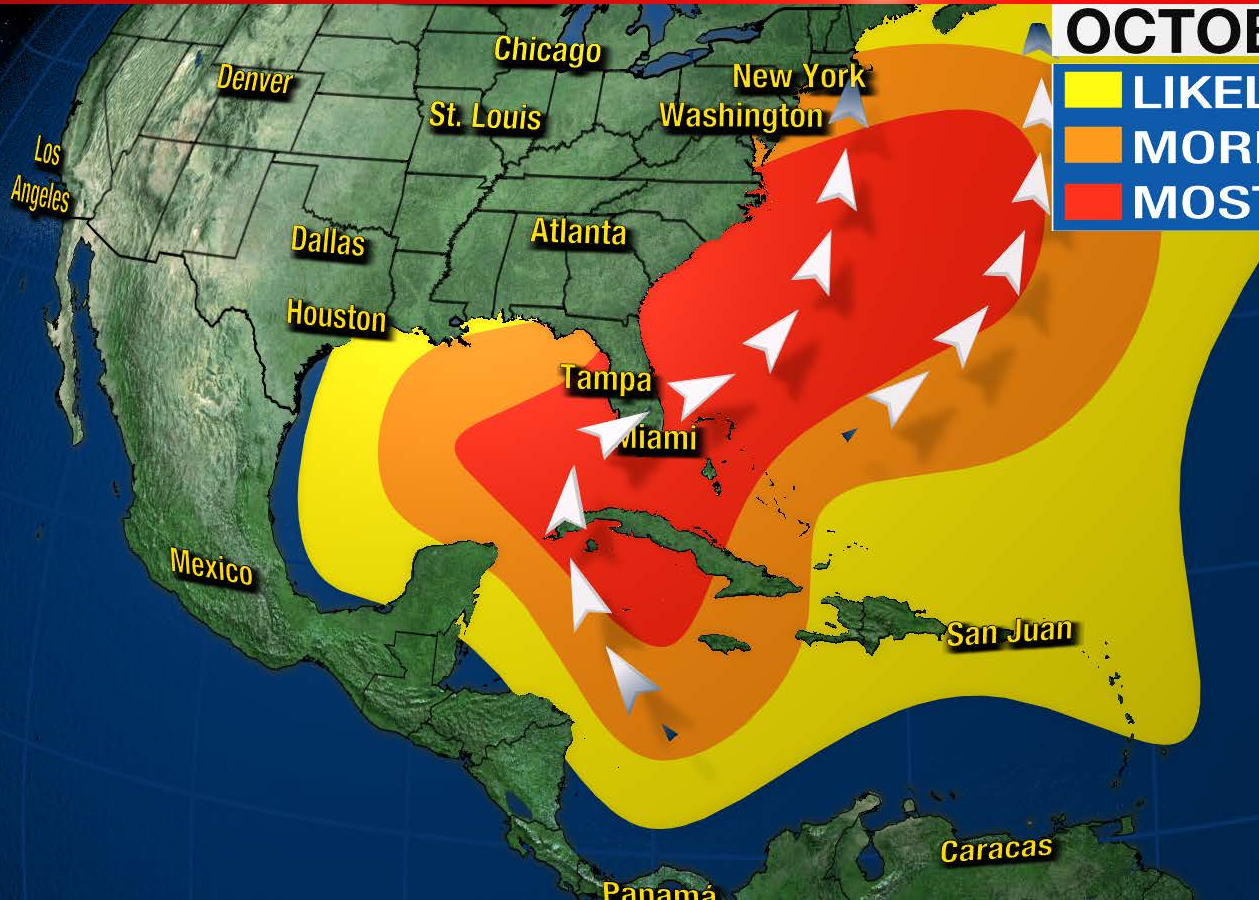 OCTOB
LIKEL
MOR
MOST
Chicago
Denver
New York
St. Louis
Washington
Los
Angeles
Atlanta
Dallas
Houston
Tampa
Miami
Mexico
San Juan
Caracas
Panamá